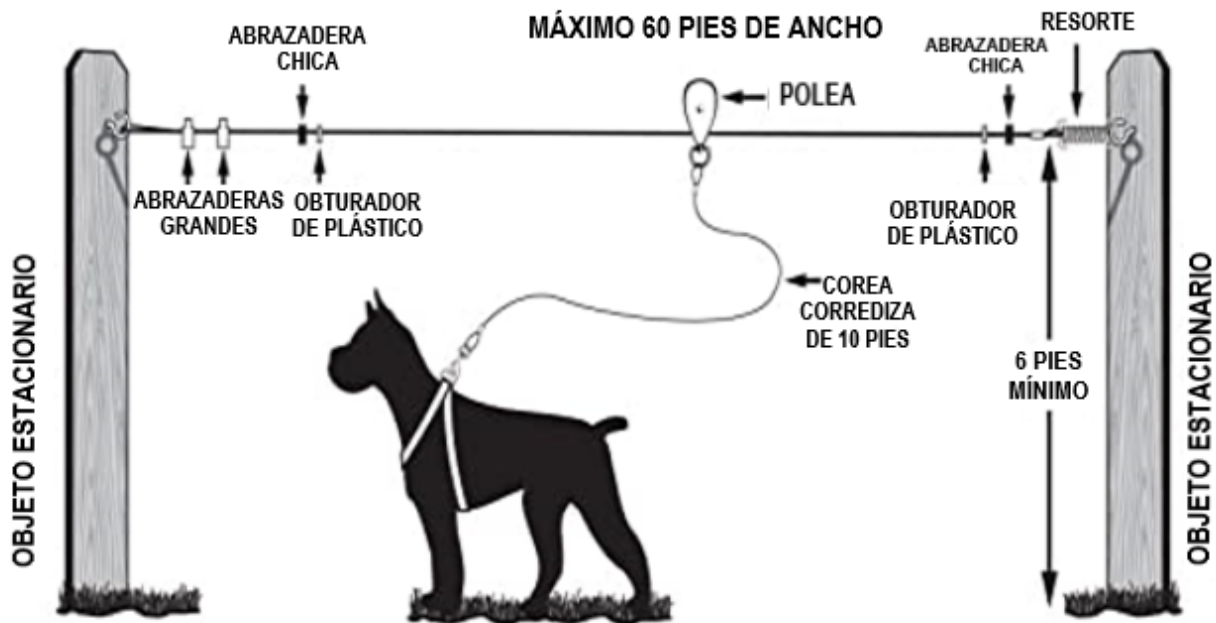 MÁXIMO 60 PIES DE ANCHO
ABRAZADERA
CHICA
ABRAZADERA
CHICA
RESORTE
POLEA
ABRAZADERAS
GRANDES
OBTURADOR
DE PLÁSTICO
OBTURADOR
DE PLÁSTICO
COREA
CORREDIZA
DE 10 PIES
6 PIES
MÍNIMO
OBJETO ESTACIONARIO
OBJETO ESTACIONARIO